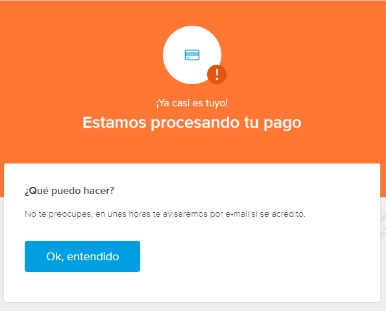 ¡Ya casi es tuyo!
Estamos procesando tu pago
¿Qué puedo hacer?
No te preocupes, en unas horas te avisaremos por e-mail si se acreditó.
Ok, entendido